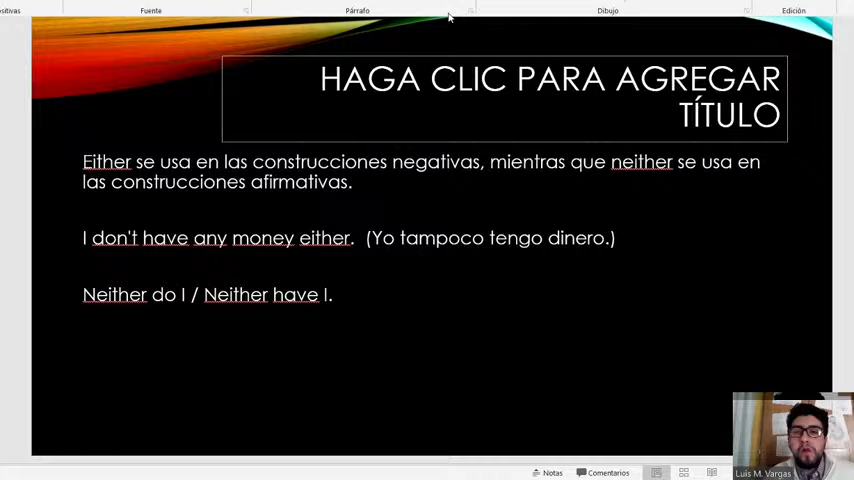 ositivas
Fuente
Párrafo
Dibujo
Edición
HAGA CLIC PARA AGREGAR
TÍTULO
Either se usa en las construcciones negativas, mientras que neither se usa en
las construcciones afirmativas.
I don't have any money either. (Yo tampoco tengo dinero.)
Neither do I / Neither have I.
Luis M. Vargas
Notas
Comentarios